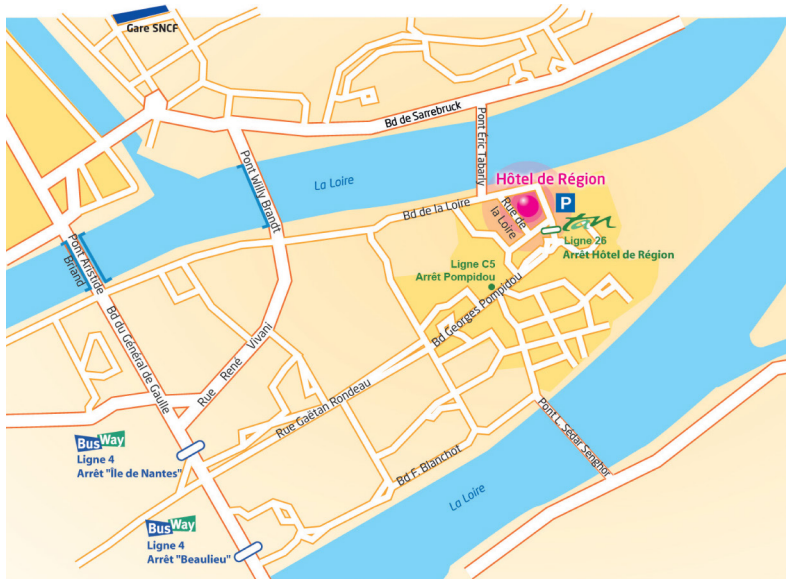 Gare SNCF
Bd de Sarrebruck
Pont Éric Tabarly
Pont Willy Brandt
La Loire
Hôtel de Région
P
Bd de la Loire
Rue de
la Loire
tan
Ligne 26
Arrêt Hôtel de Région
Ligne C5
Arrêt Pompidou
Pont Aristide
Briand
Bd Georges Pompidou
Bd du Général de Gaulle
Rue René Vivani
Rue Gaëtan Rondeau
Pont L. Sédar Senghor
BusWay
Ligne 4
Arrêt "Île de Nantes"
Bd F. Blanchot
La Loire
BusWay
Ligne 4
Arrêt "Beaulieu"